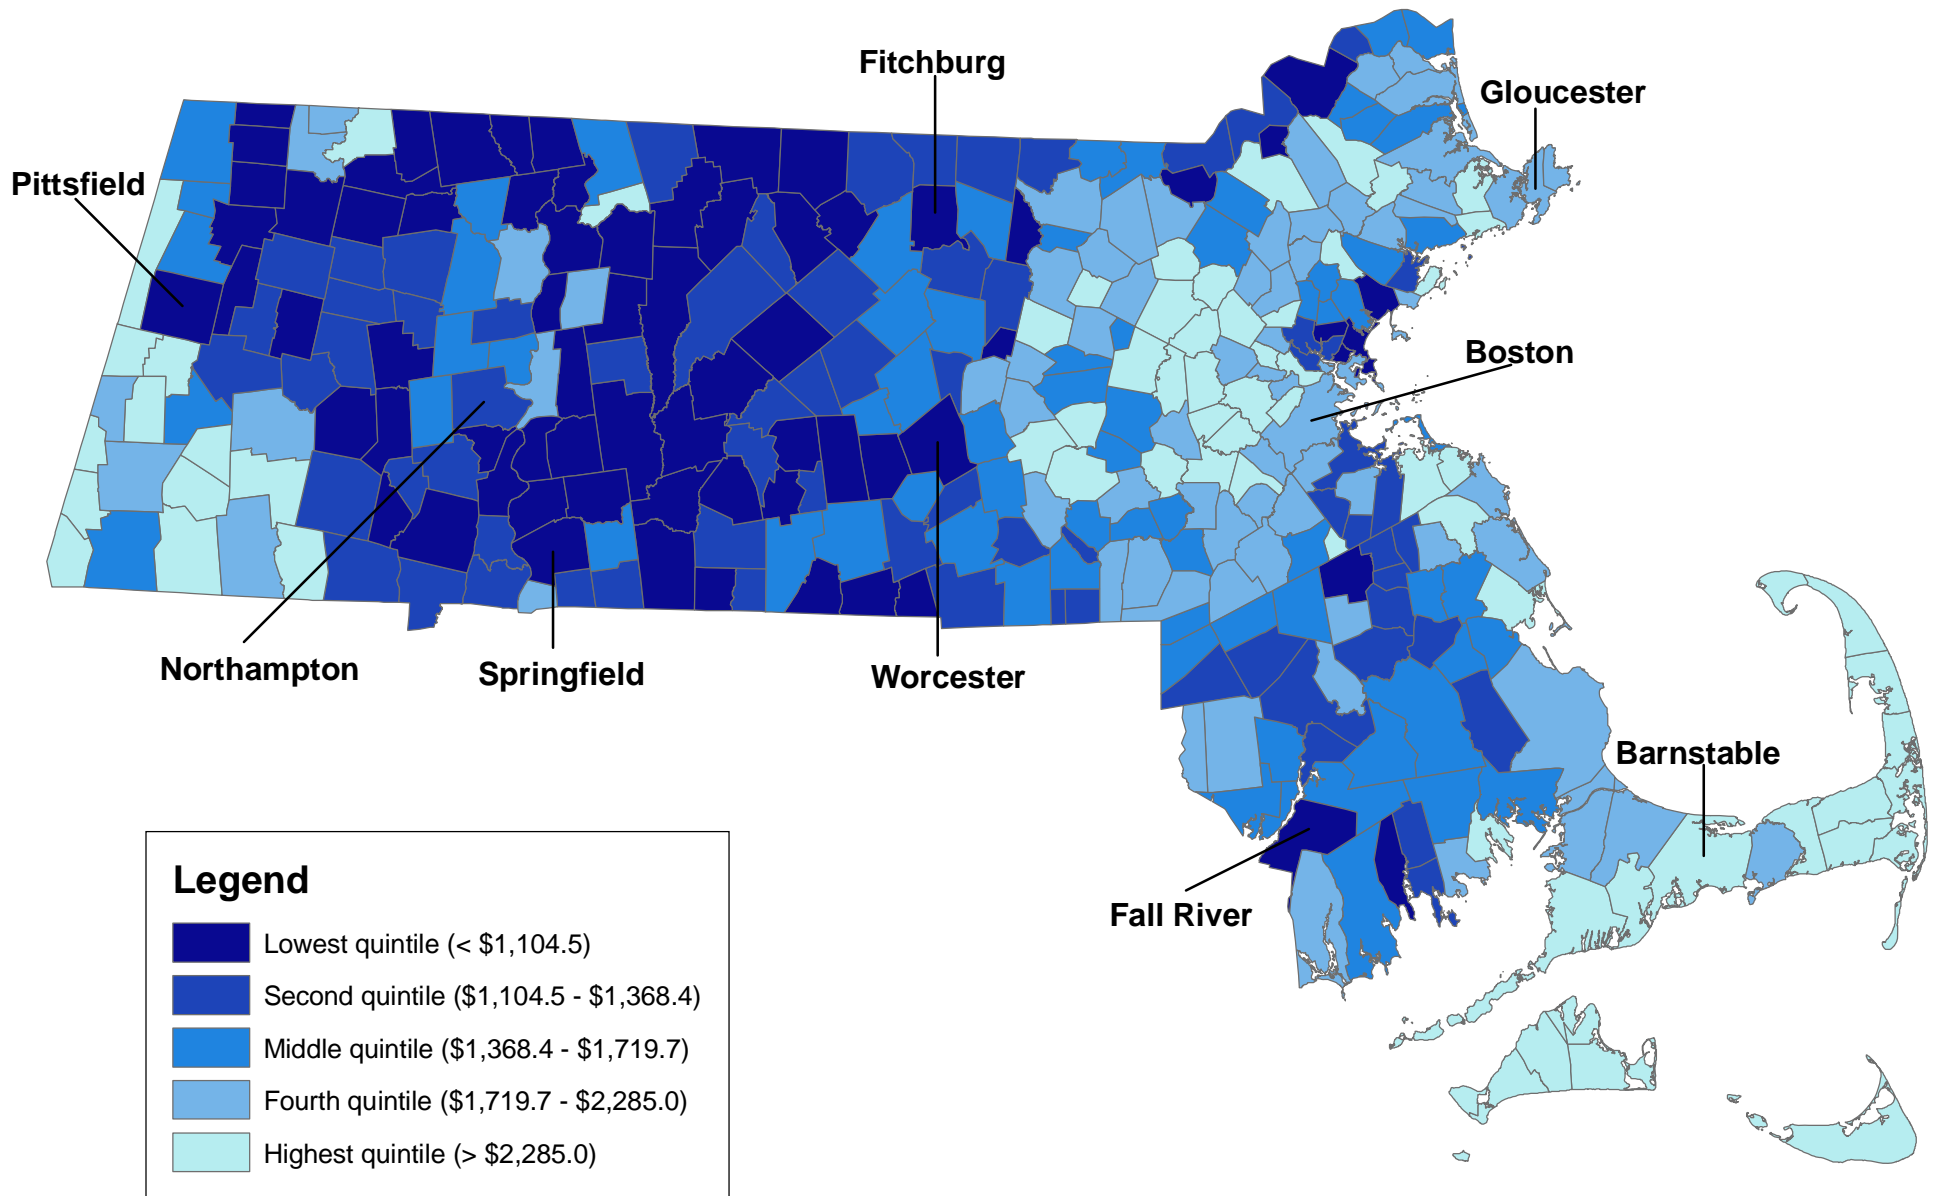 Fitchburg
Gloucester
Pittsfield
Boston
Northampton
Springfield
Worcester
Barnstable
Fall River
Legend
Lowest quintile (< $1,104.5)
Second quintile ($1,104.5 - $1,368.4)
Middle quintile ($1,368.4 - $1,719.7)
Fourth quintile ($1,719.7 - $2,285.0)
Highest quintile (> $2,285.0)